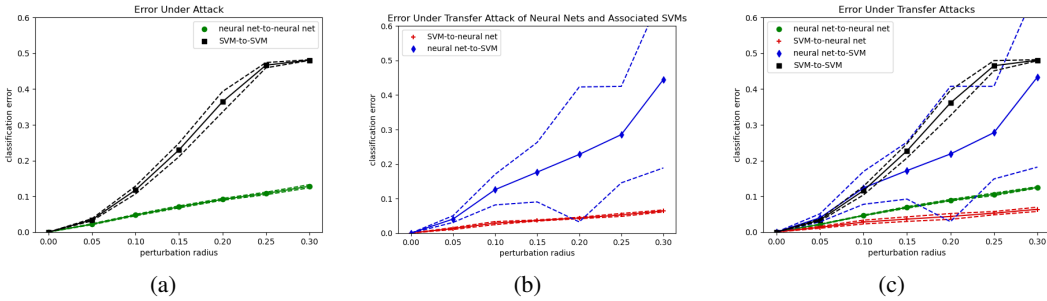 Error Under Attack
neural net-to-neural net
SVM-to-SVM
classification error
0.6
0.5
0.4
0.3
0.2
0.1
0.0
0.00 0.05 0.10 0.15 0.20 0.25 0.30
perturbation radius
(a)
Error Under Transfer Attack of Neural Nets and Associated SVMs
SVM-to-neural net
neural net-to-SVM
classification error
0.6
0.5
0.4
0.3
0.2
0.1
0.0
0.00 0.05 0.10 0.15 0.20 0.25 0.30
perturbation radius
(b)
Error Under Transfer Attacks
neural net-to-neural net
SVM-to-neural net
neural net-to-SVM
SVM-to-SVM
classification error
0.6
0.5
0.4
0.3
0.2
0.1
0.0
0.00 0.05 0.10 0.15 0.20 0.25 0.30
perturbation radius
(c)